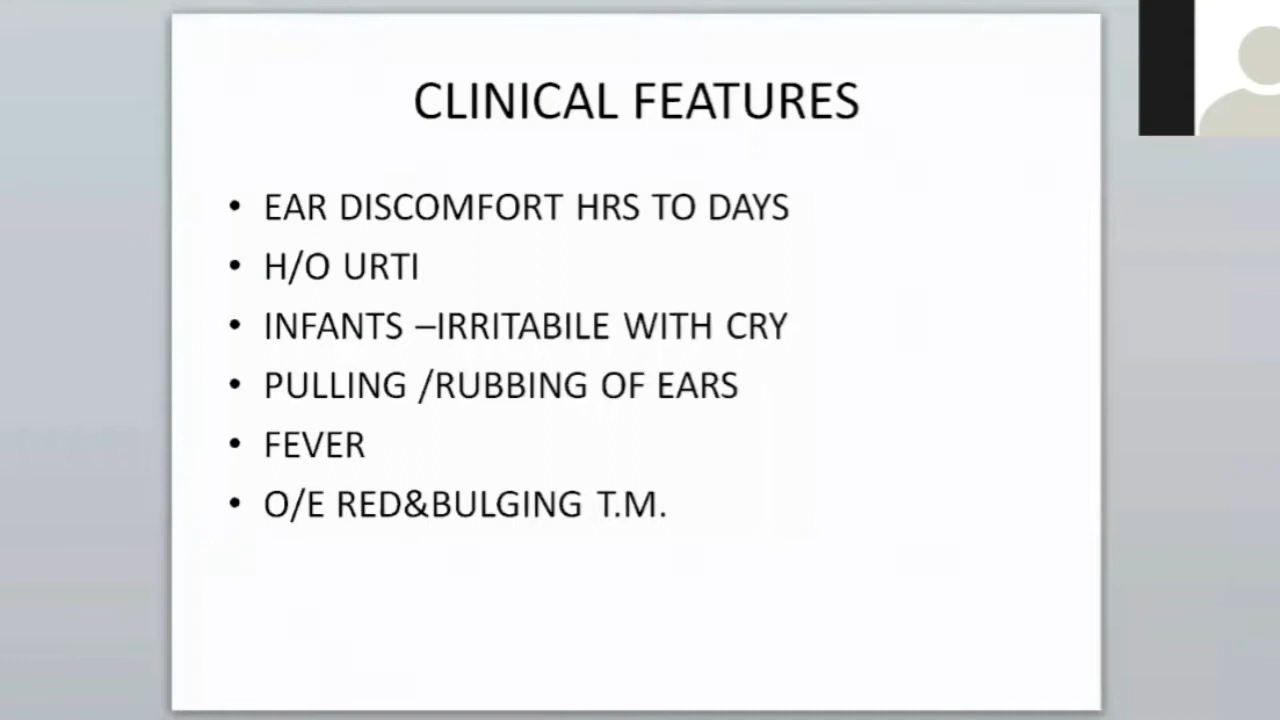 CLINICAL FEATURES
• EAR DISCOMFORT HRS TO DAYS
• H/O URTI
• INFANTS –IRRITABILE WITH CRY
• PULLING /RUBBING OF EARS
• FEVER
• O/E RED&BULGING T.M.